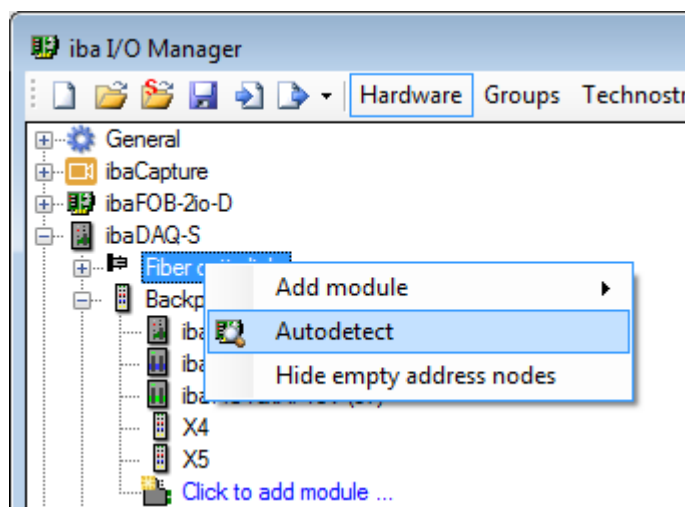 iba I/O Manager
Hardware Groups
General
ibaCapture
ibaFOB-2io-D
ibaDAQ-S
Fiber
Add module
Autodetect
Hide empty address nodes
X4
X5
Click to add module ...